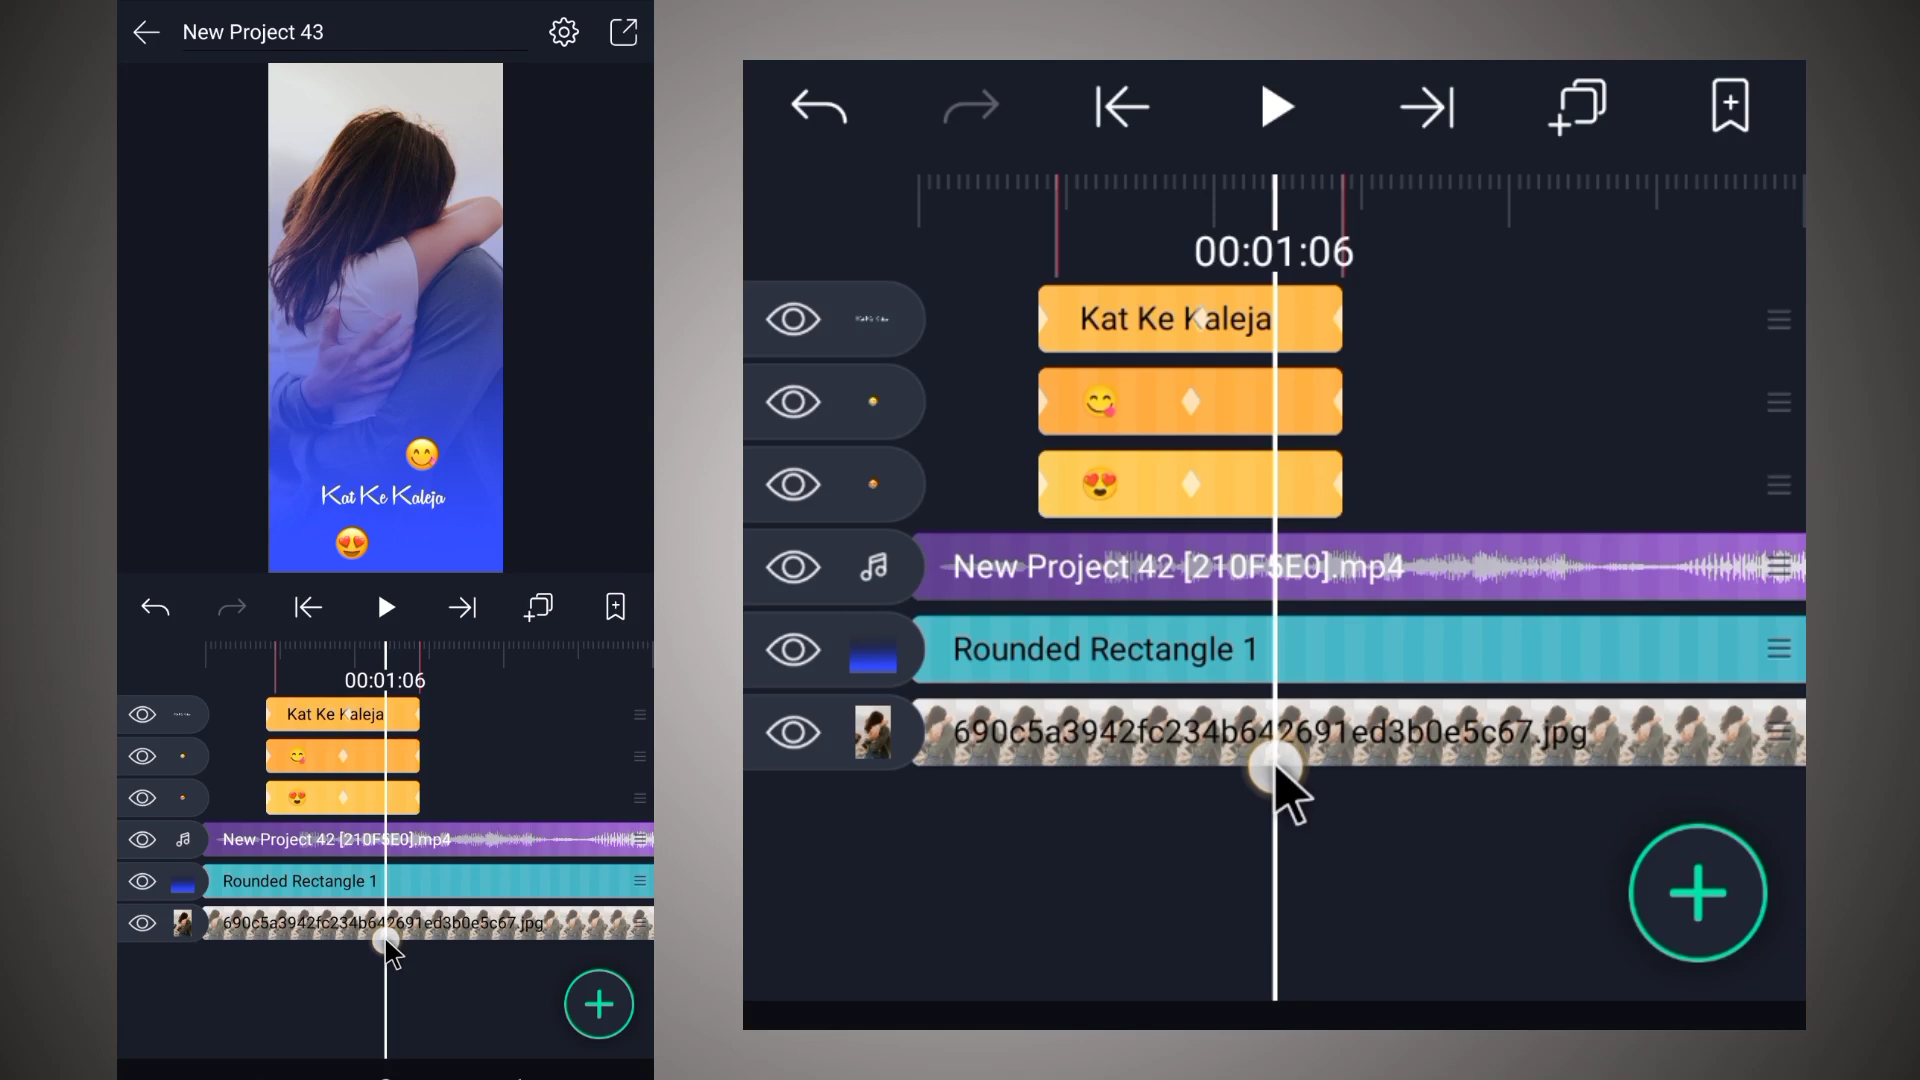 New Project 43
Kat Ke Kaleja
00:01:06
Kat Ke Kaleja
New Project 42 [210F5E0].mp4
Rounded Rectangle 1
690c5a3942fc234b642691ed3b0e5c67.jpg
00:01:06
Kat Ke Kaleja
New Project 42 [210F5E0].mp4
Rounded Rectangle 1
690c5a3942fc234b642691ed3b0e5c67.jpg